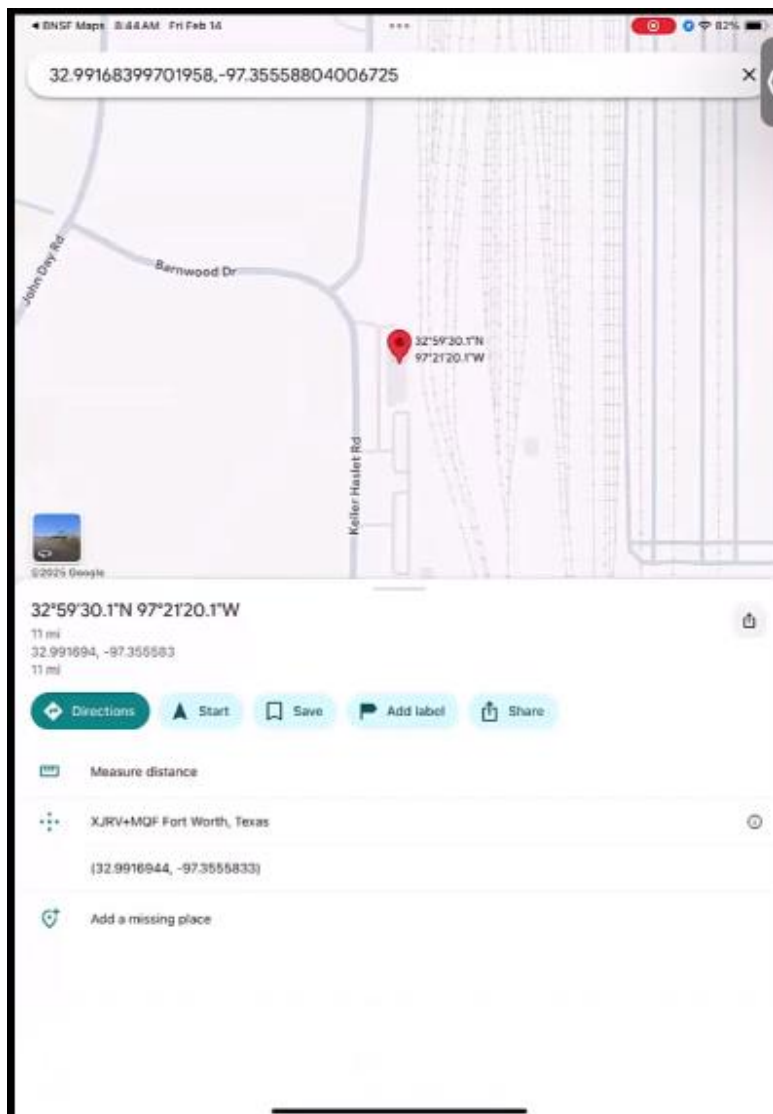 ◀ BNSF Maps 8:44 AM Fri Feb 14 82%
32.99168399701958,-97.35558804006725
John Day Rd
Barnwood Dr
32°59'30.1"N
97°21'20.1"W
Keller Haslet Rd
©2025 Google
32°59'30.1"N 97°21'20.1"W
11 mi
32.991694, -97.355583
11 mi
Directions Start Save Add label Share
Measure distance
XJRV+MQF Fort Worth, Texas
(32.9916944, -97.3555833)
Add a missing place